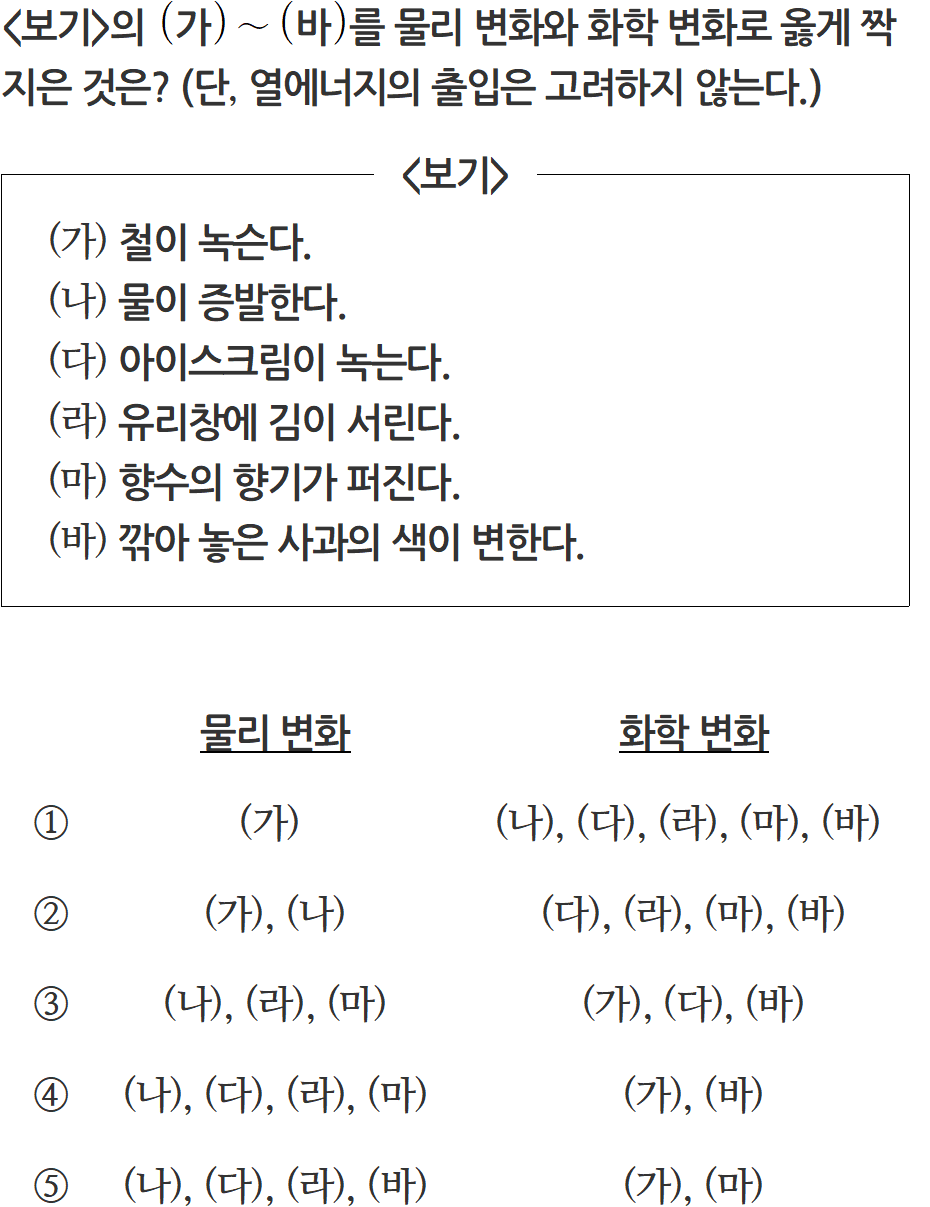 <보기>의 (가) ~ (바)를 물리 변화와 화학 변화로 옳게 짝
지은 것은? (단, 열에너지의 출입은 고려하지 않는다.)
<보기>
(가) 철이 녹슨다.
(나) 물이 증발한다.
(다) 아이스크림이 녹는다.
(라) 유리창에 김이 서린다.
(마) 향수의 향기가 퍼진다.
(바) 깎아 놓은 사과의 색이 변한다.
물리 변화 화학 변화
① (가) (나), (다), (라), (마), (바)
② (가), (나) (다), (라), (마), (바)
③ (나), (라), (마) (가), (다), (바)
④ (나), (다), (라), (마) (가), (바)
⑤ (나), (다), (라), (바) (가), (마)